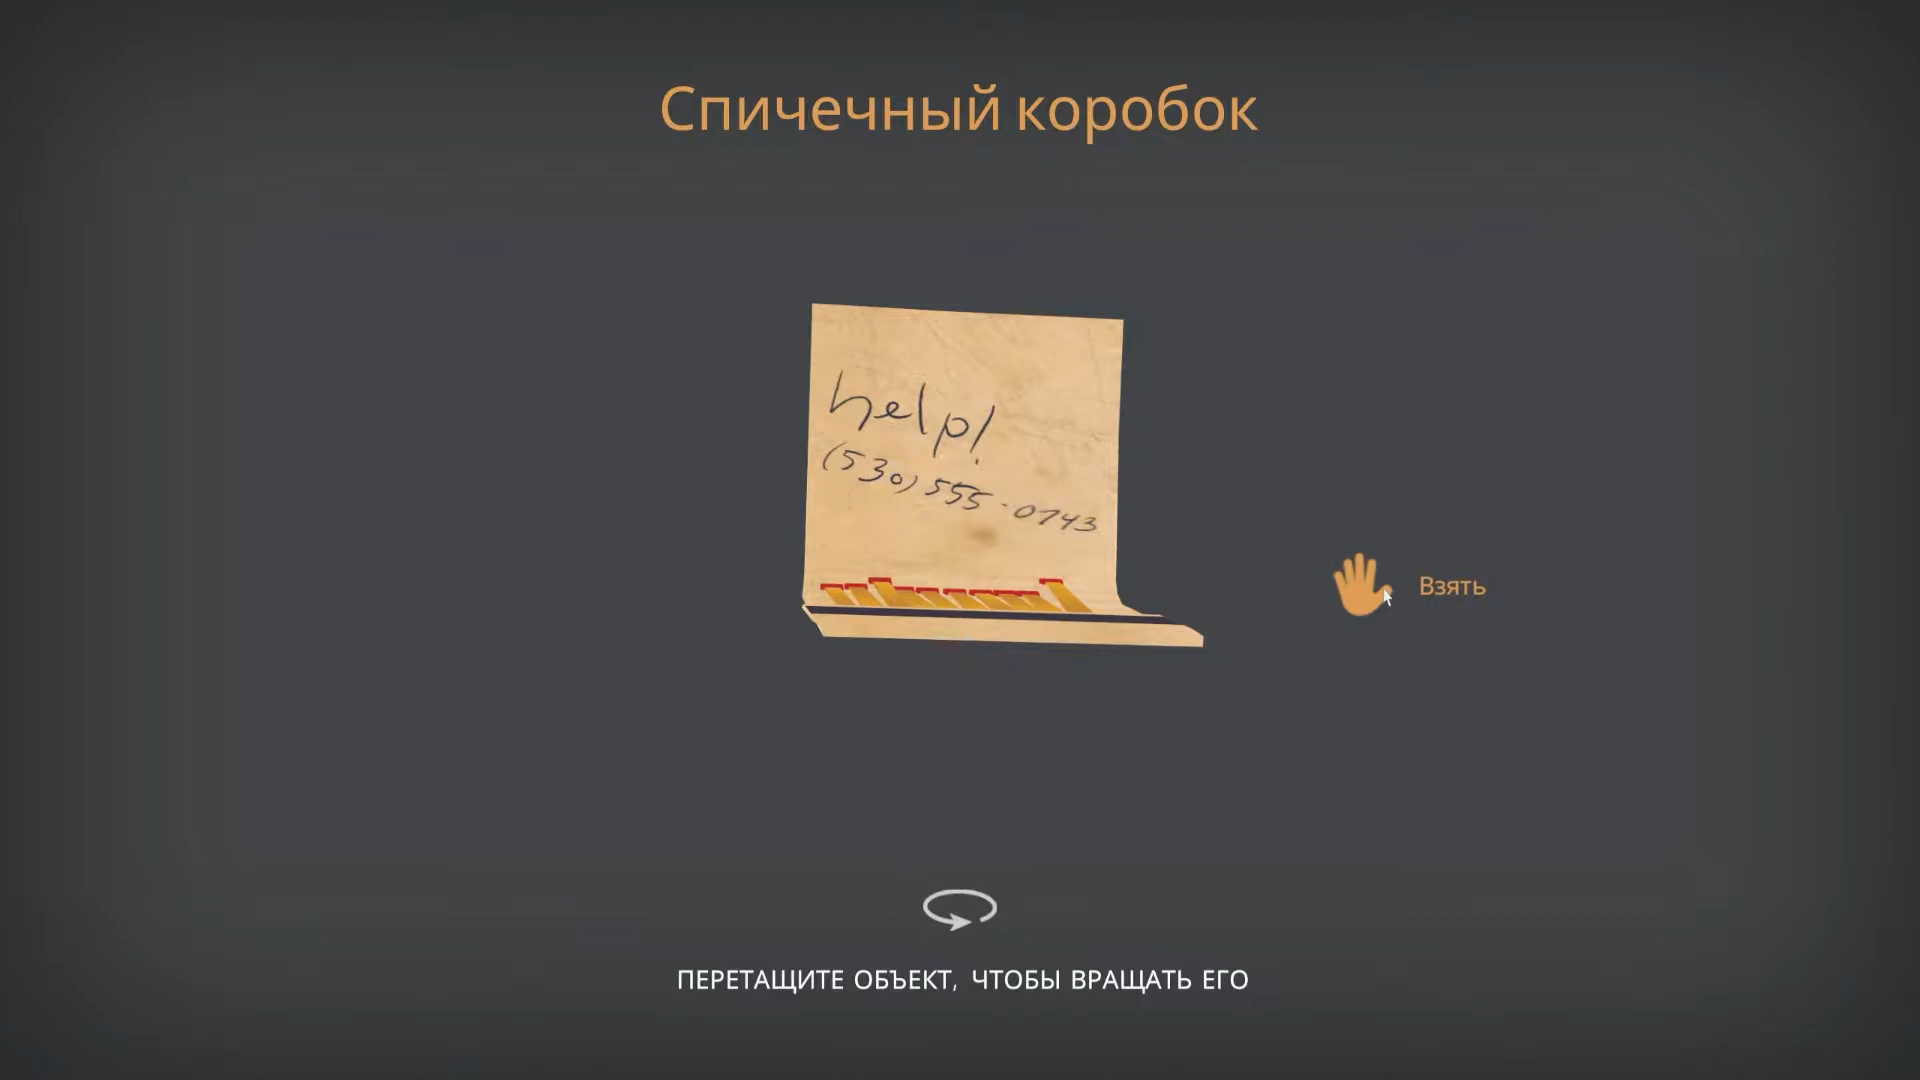 Спичечный коробок
help!
(530) 555-0743
Взять
ПЕРЕТАЩИТЕ ОБЪЕКТ, ЧТОБЫ ВРАЩАТЬ ЕГО